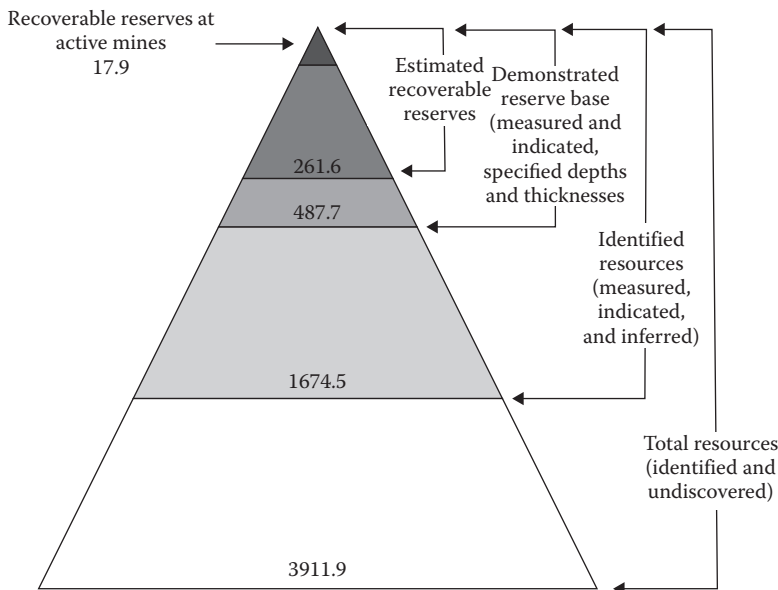 Recoverable reserves at
active mines
17.9
Estimated
recoverable
reserves
Demonstrated
reserve base
(measured and
indicated,
specified depths
and thicknesses
261.6
487.7
Identified
resources
(measured,
indicated,
and inferred)
1674.5
Total resources
(identified and
undiscovered)
3911.9